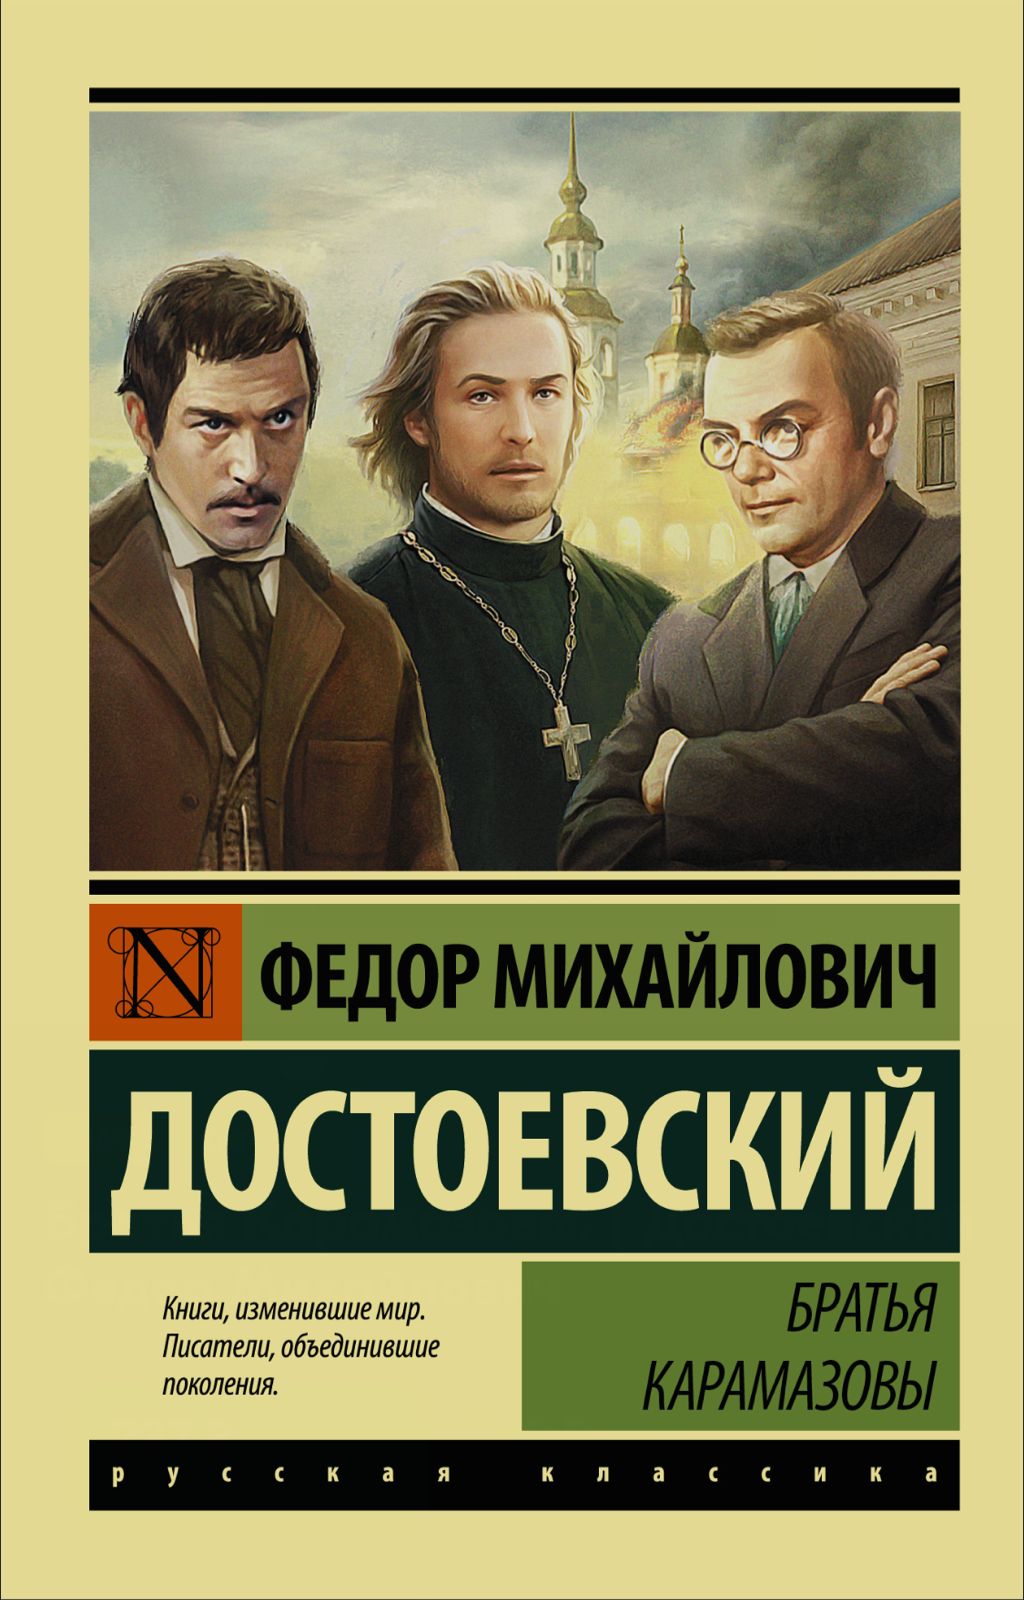 N
ФЕДОР МИХАЙЛОВИЧ
ДОСТОЕВСКИЙ
Книги, изменившие мир.
Писатели, объединившие
поколения.
БРАТЬЯ
КАРАМАЗОВЫ
русская классика